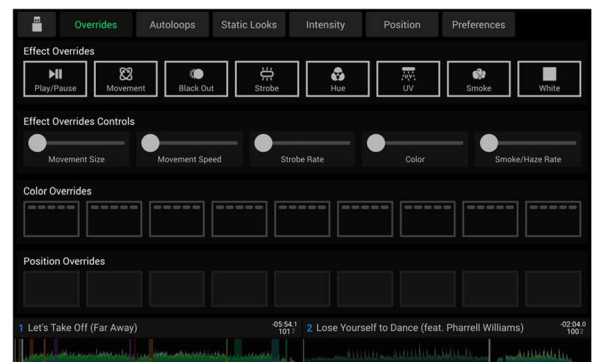 Overrides Autoloops Static Looks Intensity Position Preferences
Effect Overrides
Play/Pause Movement Black Out Strobe Hue UV Smoke White
Effect Overrides Controls
Movement Size Movement Speed Strobe Rate Color Smoke/Haze Rate
Color Overrides
Position Overrides
1 Let's Take Off (Far Away) -05:54.1 2 Lose Yourself to Dance (feat. Pharrell Williams) -02:04.0
101.7 100.2